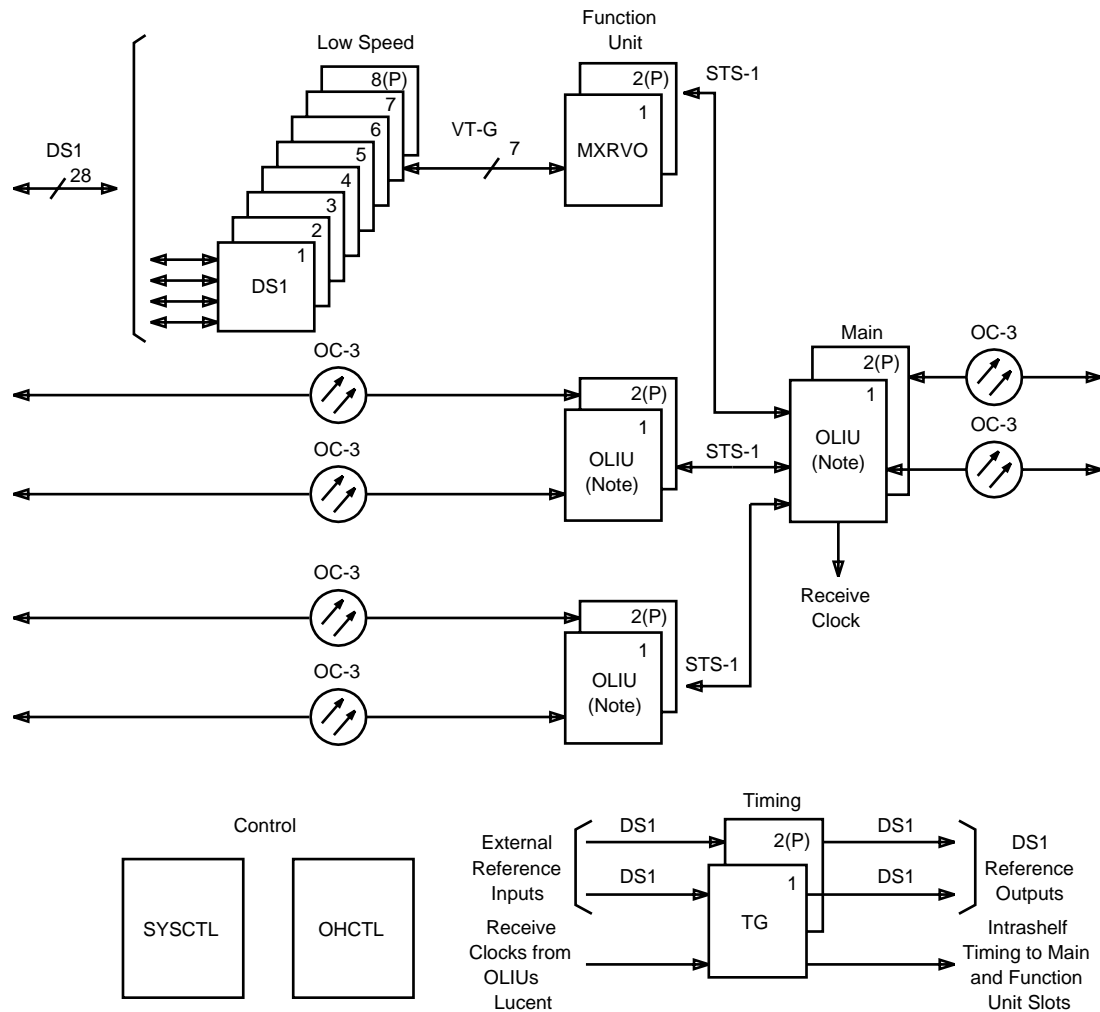 Function
Unit
Low Speed
8(P)
7
6
5
4
3
2
1
DS1
DS1
28
VT-G
7
2(P)
1
MXRVO
STS-1
OC-3
OC-3
2(P)
1
OLIU
(Note)
STS-1
Main
2(P)
1
OLIU
(Note)
OC-3
OC-3
Receive
Clock
OC-3
OC-3
2(P)
1
OLIU
(Note)
STS-1
Control
SYSCTL
OHCTL
Timing
External
Reference
Inputs
DS1
DS1
2(P)
1
TG
DS1
DS1
DS1
Reference
Outputs
Receive
Clocks from
OLIUs
Lucent
Intrashelf
Timing to Main
and Function
Unit Slots